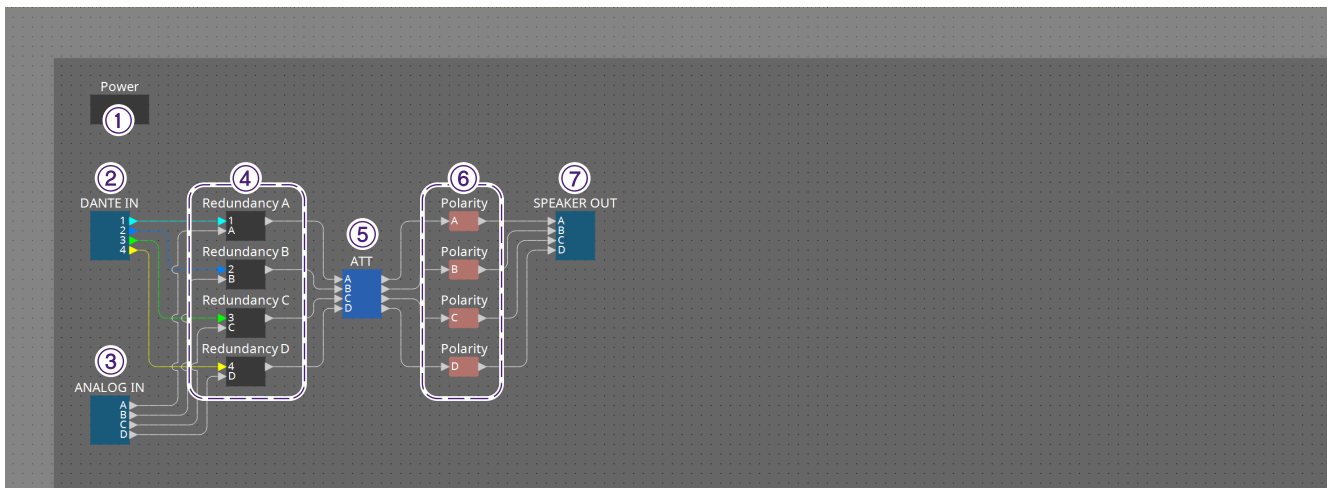 Power
①
②
DANTE IN
1
2
3
4
③
ANALOG IN
A
B
C
D
④
Redundancy A
1
A
Redundancy B
2
B
Redundancy C
3
C
Redundancy D
4
D
⑤
ATT
A
B
C
D
⑥
Polarity
A
Polarity
B
Polarity
C
Polarity
D
⑦
SPEAKER OUT
A
B
C
D